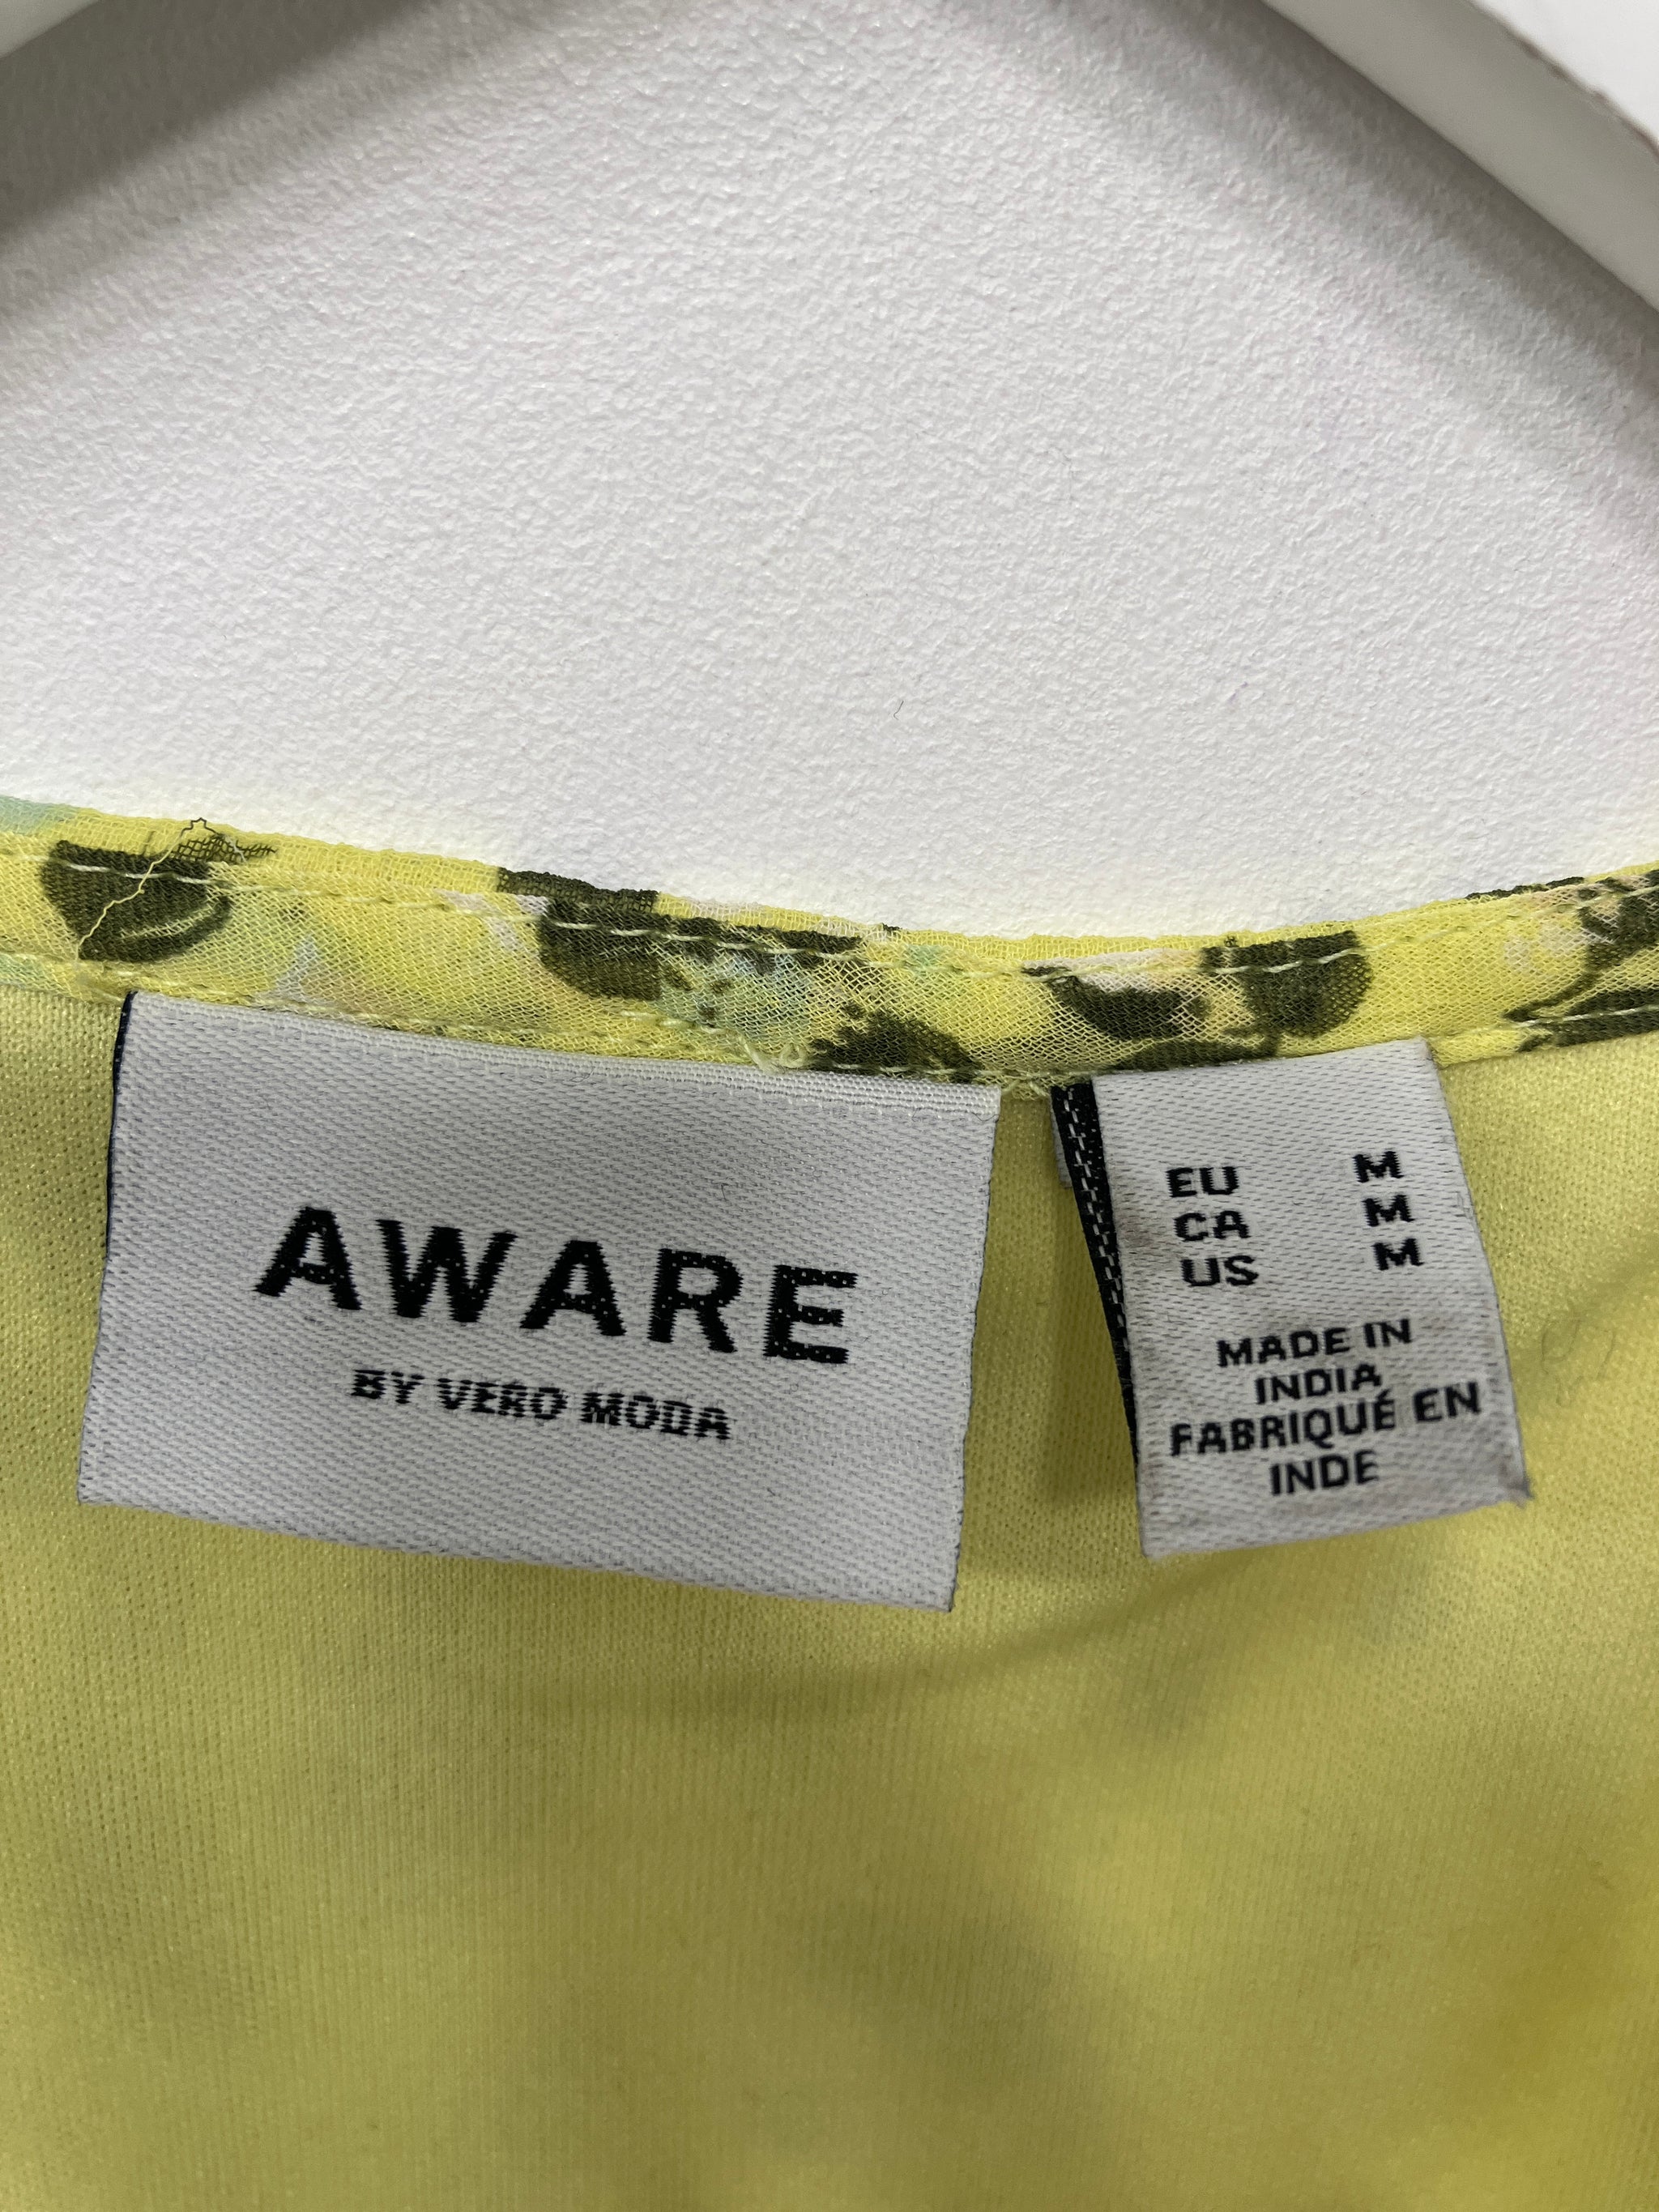 AWARE
BY VERO MODA
EU M
CA M
US M
MADE IN
INDIA
FABRIQUÉ EN
INDE